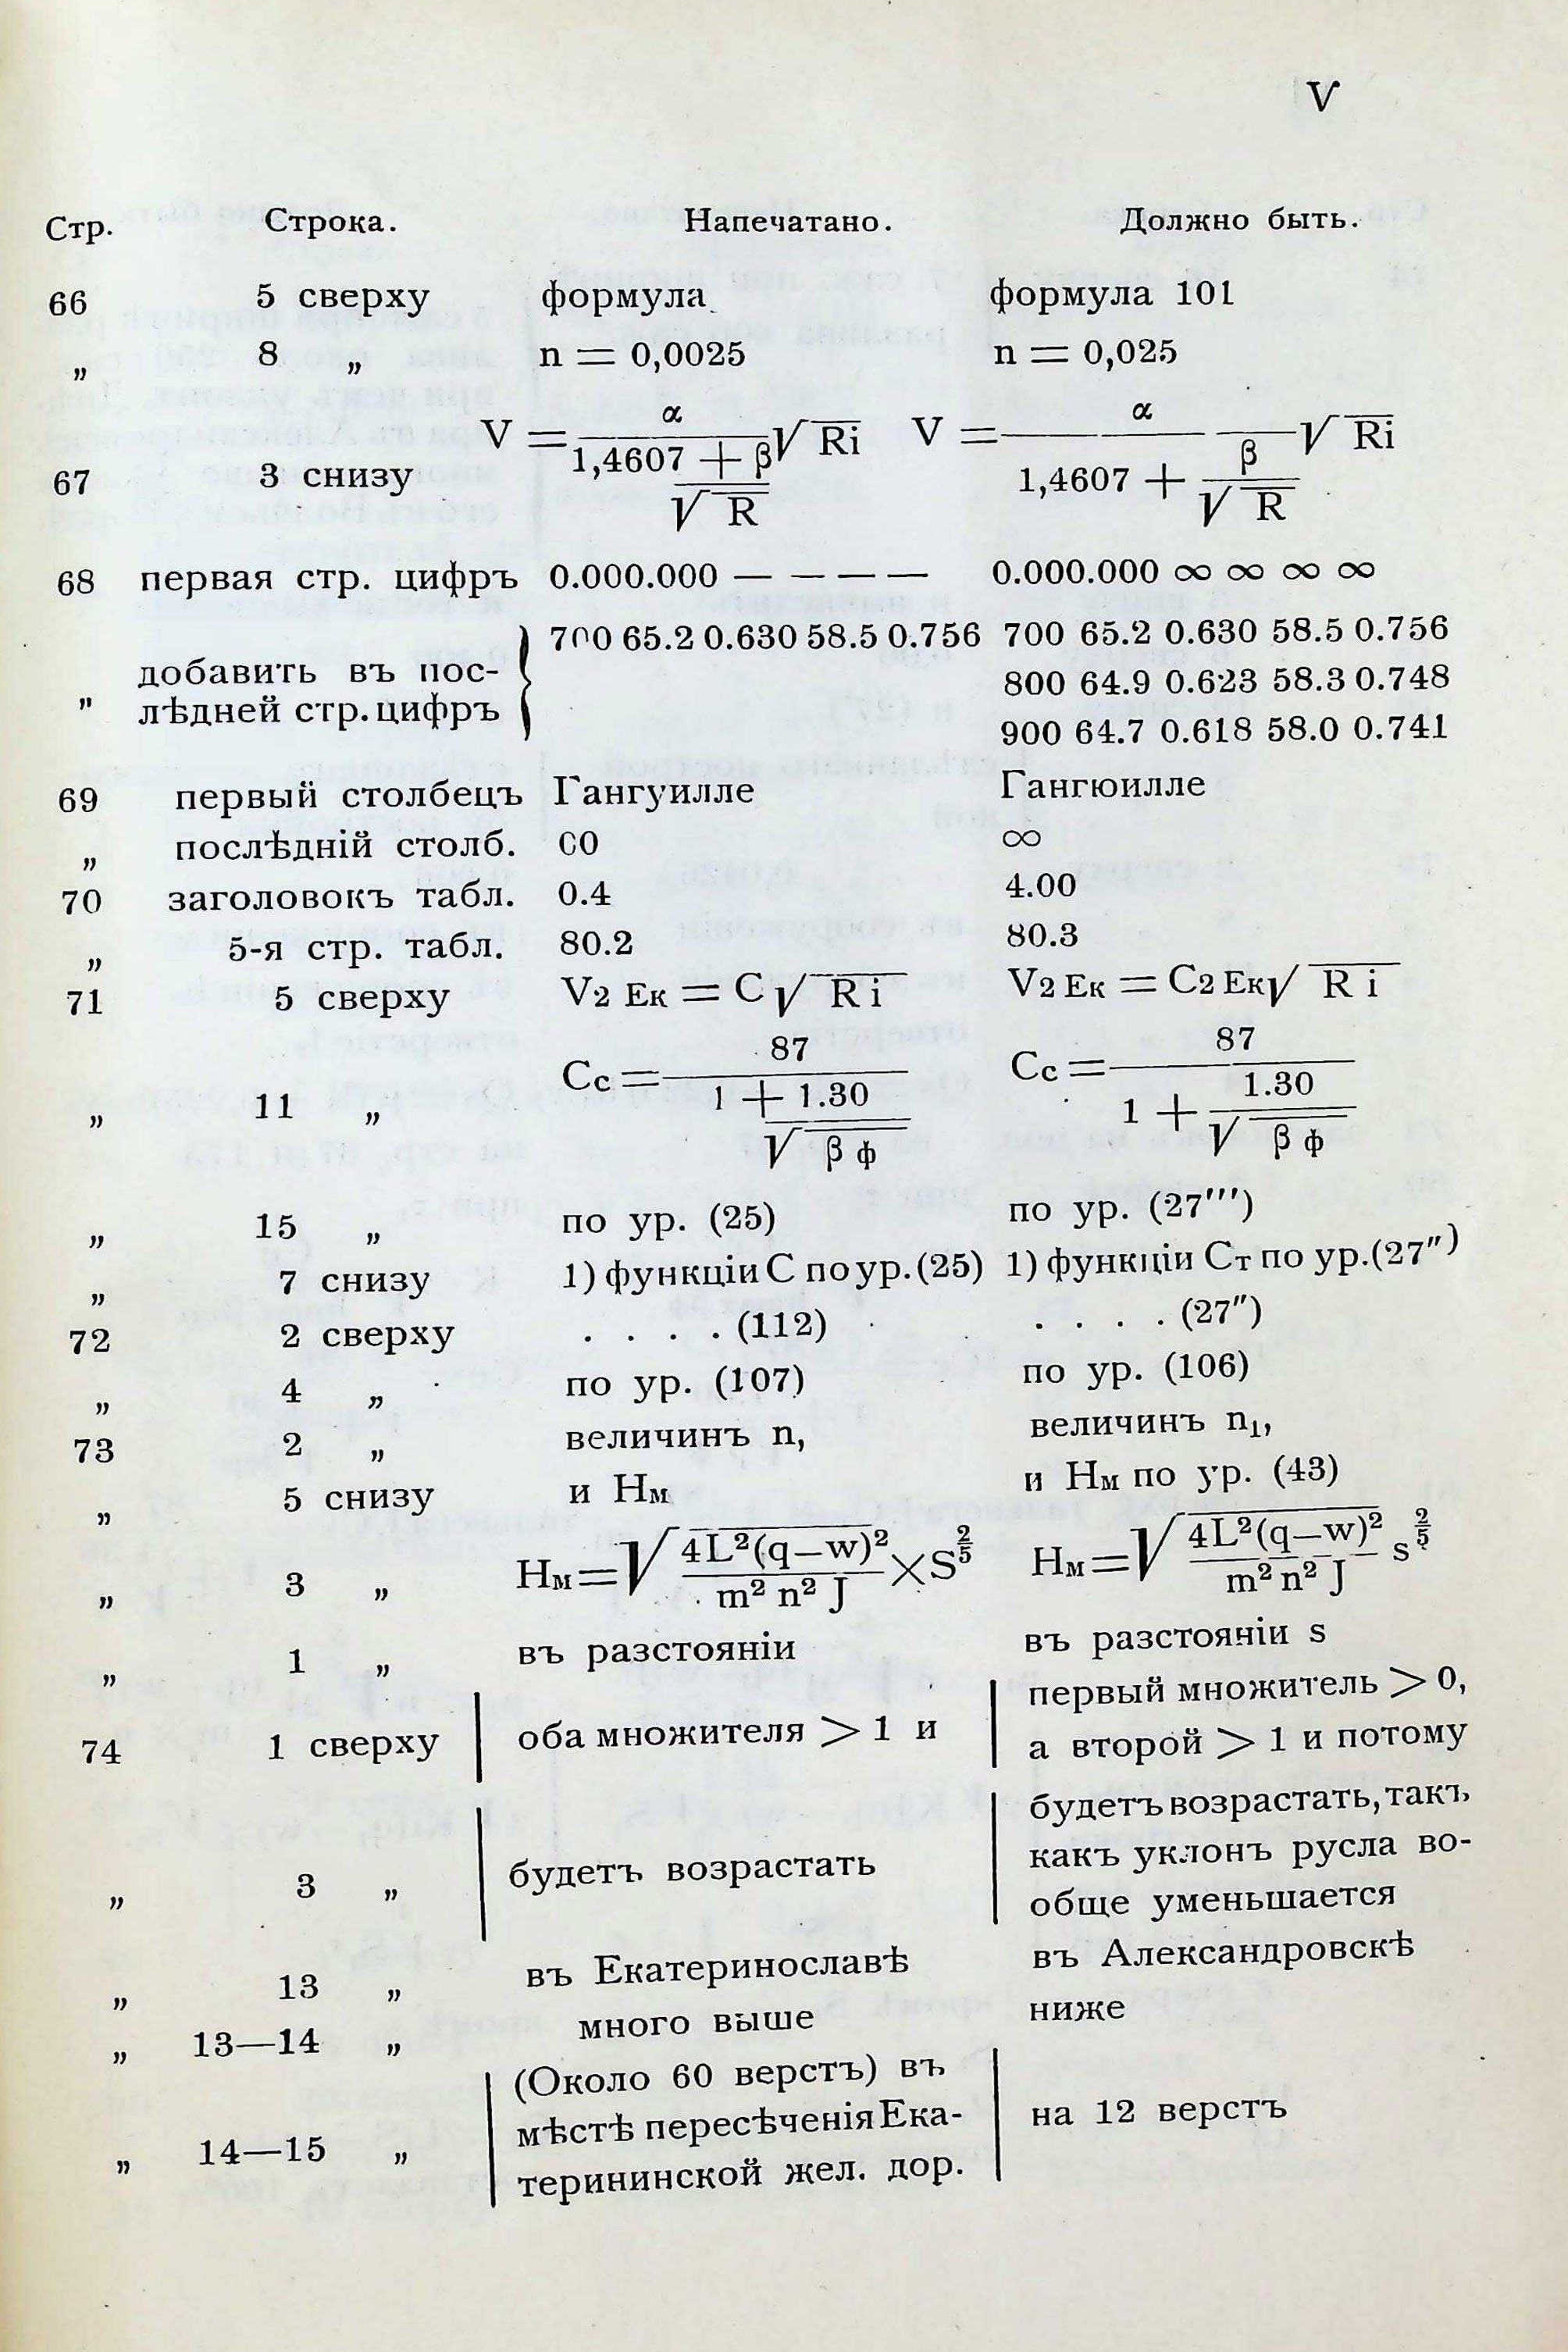 V
Стр. Строка. Напечатано. Должно быть.
66 5 сверху формула формула 101
„ 8 „ n = 0,0025 n = 0,025
67 3 снизу V = α / (1,4607 + β / √R) √Ri V = α / (1,4607 + β / √R) √Ri
68 первая стр. цифръ 0.000.000 — — — — 0.000.000 ∞ ∞ ∞ ∞
„ добавить въ пос-
лѣдней стр. цифръ } 700 65.2 0.630 58.5 0.756 700 65.2 0.630 58.5 0.756
800 64.9 0.623 58.3 0.748
900 64.7 0.618 58.0 0.741
69 первый столбецъ Гангуилле Гангюилле
„ послѣдній столб. СО ∞
70 заголовокъ табл. 0.4 4.00
„ 5-я стр. табл. 80.2 80.3
71 5 сверху V2 Ек = C √R i V2 Ек = C2 Ек √R i
„ 11 „ Cс = 87 / (1 + 1.30 / √β ф) Cс = 87 / (1 + 1.30 / √β ф)
„ 15 „ по ур. (25) по ур. (27''')
„ 7 снизу 1) функціи С по ур. (25) 1) функціи Ст по ур. (27'')
72 2 сверху . . . . (112) . . . . (27'')
„ 4 „ по ур. (107) по ур. (106)
73 2 „ величинъ n, величинъ n₁,
„ 5 снизу и Нм и Нм по ур. (43)
„ 3 „ Нм = √ 4L²(q—w)² / m² n² J × S^2/5 Нм = √ 4L²(q—w)² / m² n² J s^2/5
„ 1 „ въ разстояніи въ разстояніи s
74 1 сверху оба множителя > 1 и первый множитель > 0,
а второй > 1 и потому
„ 3 „ будетъ возрастать будетъ возрастать, такъ
какъ уклонъ русла во-
обще уменьшается
„ 13 „ въ Екатеринославѣ въ Александровскѣ
„ 13—14 „ много выше ниже
„ 14—15 „ (Около 60 верстъ) въ
мѣстѣ пересѣченія Ека-
терининской жел. дор. на 12 верстъ